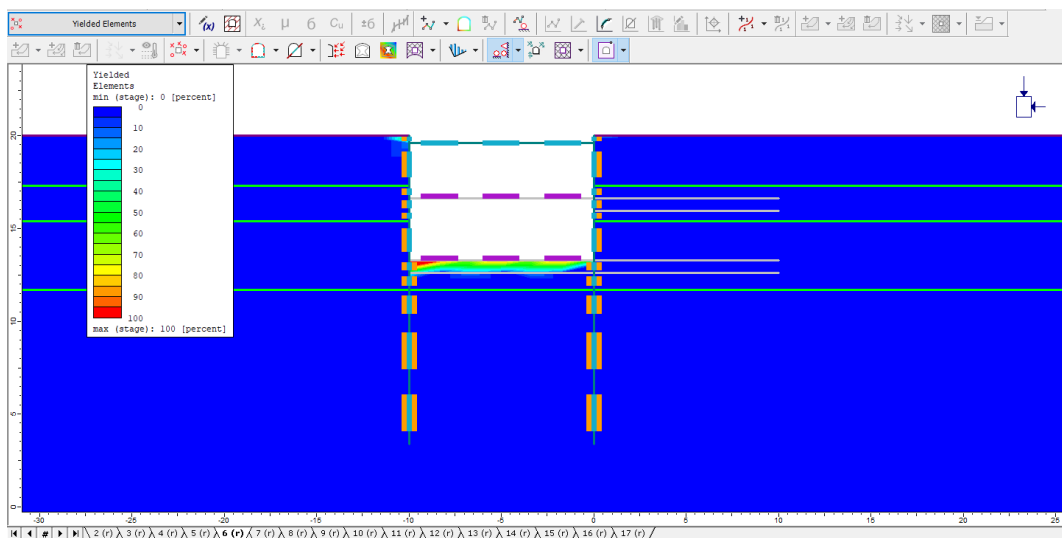 Yielded Elements
{(x) Xᵢ μ б Cᵤ ±б
Yielded
Elements
min (stage): 0 [percent]
0
10
20
30
40
50
60
70
80
90
100
max (stage): 100 [percent]
20
15
10
5
0
-30 -25 -20 -15 -10 -5 0 5 10 15 20 25
# 2 (r) 3 (r) 4 (r) 5 (r) 6 (r) 7 (r) 8 (r) 9 (r) 10 (r) 11 (r) 12 (r) 13 (r) 14 (r) 15 (r) 16 (r) 17 (r)